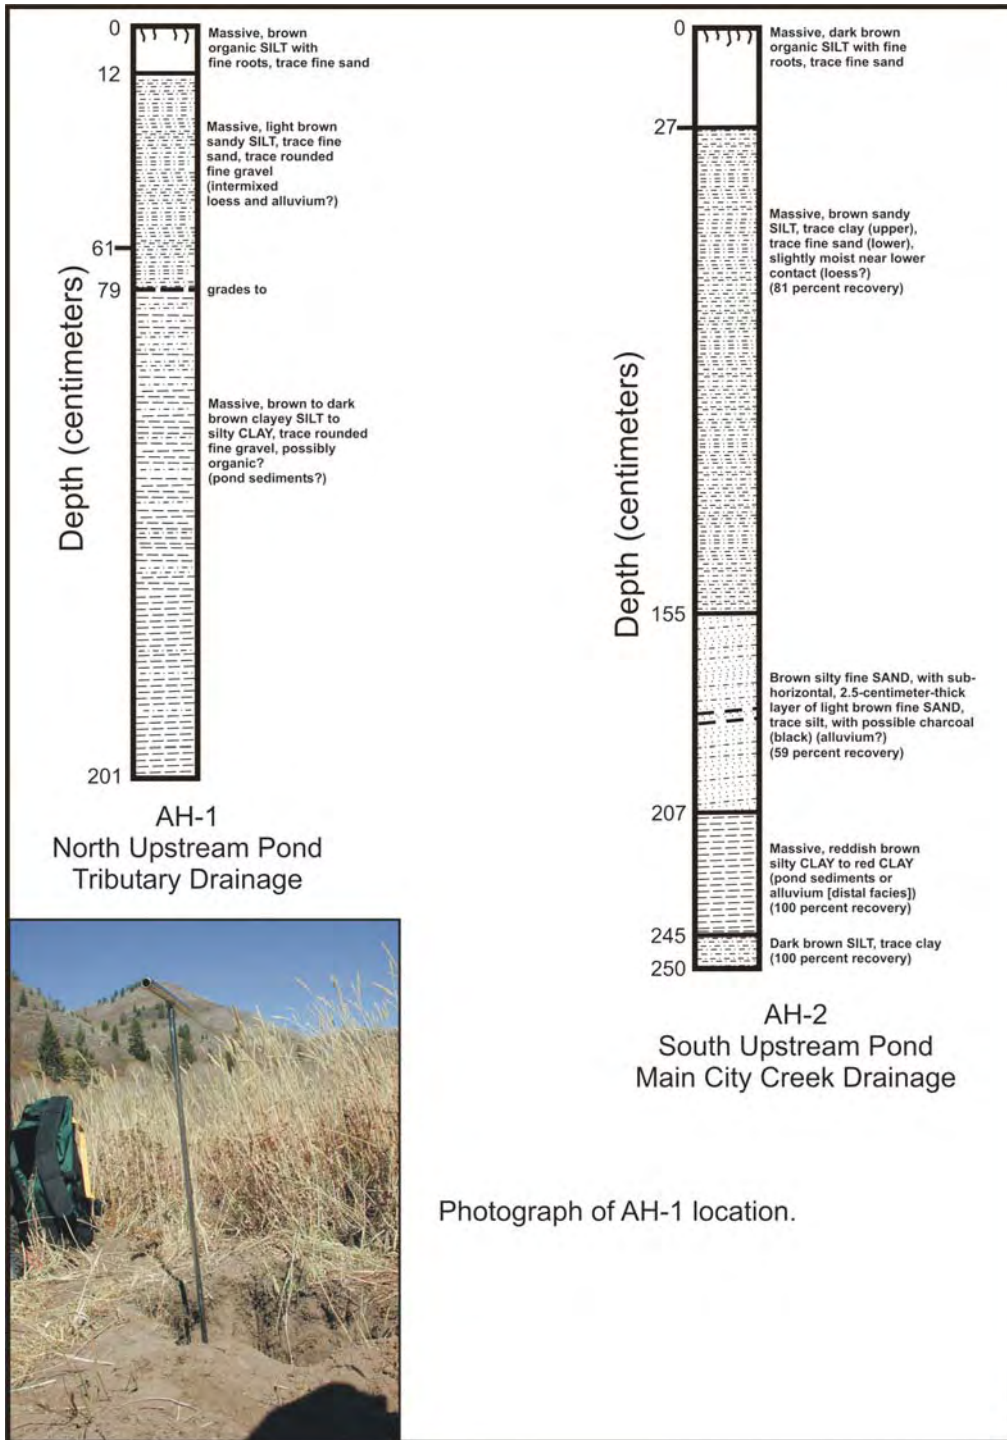 0
Massive, brown
organic SILT with
fine roots, trace fine sand
12
Massive, light brown
sandy SILT, trace fine
sand, trace rounded
fine gravel
(intermixed
loess and alluvium?)
61
79
grades to
Depth (centimeters)
Massive, brown to dark
brown clayey SILT to
silty CLAY, trace rounded
fine gravel, possibly
organic?
(pond sediments?)
201
AH-1
North Upstream Pond
Tributary Drainage
0
Massive, dark brown
organic SILT with fine
roots, trace fine sand
27
Massive, brown sandy
SILT, trace clay (upper),
trace fine sand (lower),
slightly moist near lower
contact (loess?)
(81 percent recovery)
Depth (centimeters)
155
Brown silty fine SAND, with sub-
horizontal, 2.5-centimeter-thick
layer of light brown fine SAND,
trace silt, with possible charcoal
(black) (alluvium?)
(59 percent recovery)
207
Massive, reddish brown
silty CLAY to red CLAY
(pond sediments or
alluvium [distal facies])
(100 percent recovery)
245
Dark brown SILT, trace clay
(100 percent recovery)
250
AH-2
South Upstream Pond
Main City Creek Drainage
Photograph of AH-1 location.